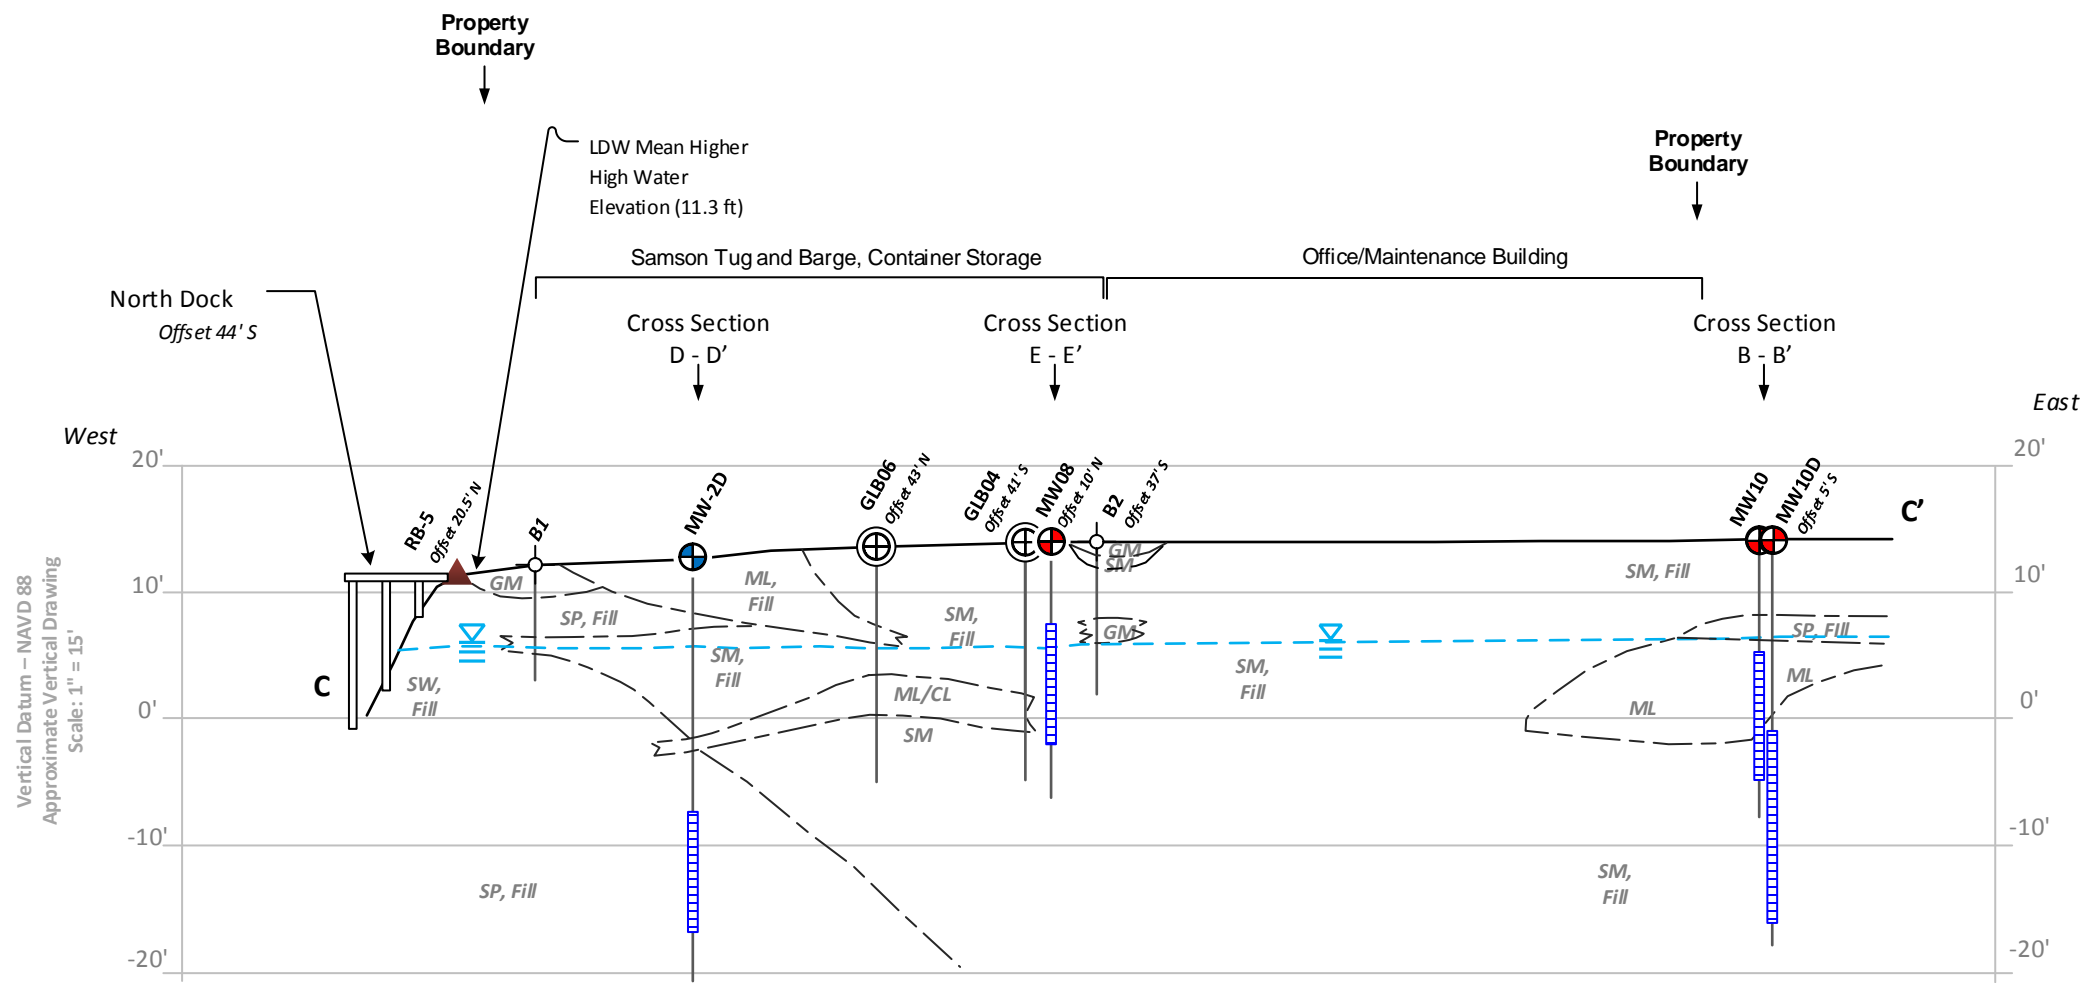 Property
Boundary
LDW Mean Higher
High Water
Elevation (11.3 ft)
Property
Boundary
Samson Tug and Barge, Container Storage
Office/Maintenance Building
North Dock
Offset 44' S
Cross Section
D - D’
Cross Section
E - E’
Cross Section
B - B’
West
East
20'
20'
RB-5
Offset 20.5' N
B1
MW-2D
GLB06
Offset 43' N
GLB04
Offset 41' S
MW08
Offset 10' N
B2
Offset 37' S
MW10
MW10D
Offset 5' S
C’
GM
SM
10'
GM
ML,
Fill
SM, Fill
10'
SP, Fill
SM,
Fill
GM
SP, Fill
C
SW,
Fill
SM,
Fill
ML/CL
SM,
Fill
ML
ML
0'
SM
0'
-10'
-10'
SP, Fill
SM,
Fill
-20'
-20'
Vertical Datum – NAVD 88
Approximate Vertical Drawing
Scale: 1" = 15'